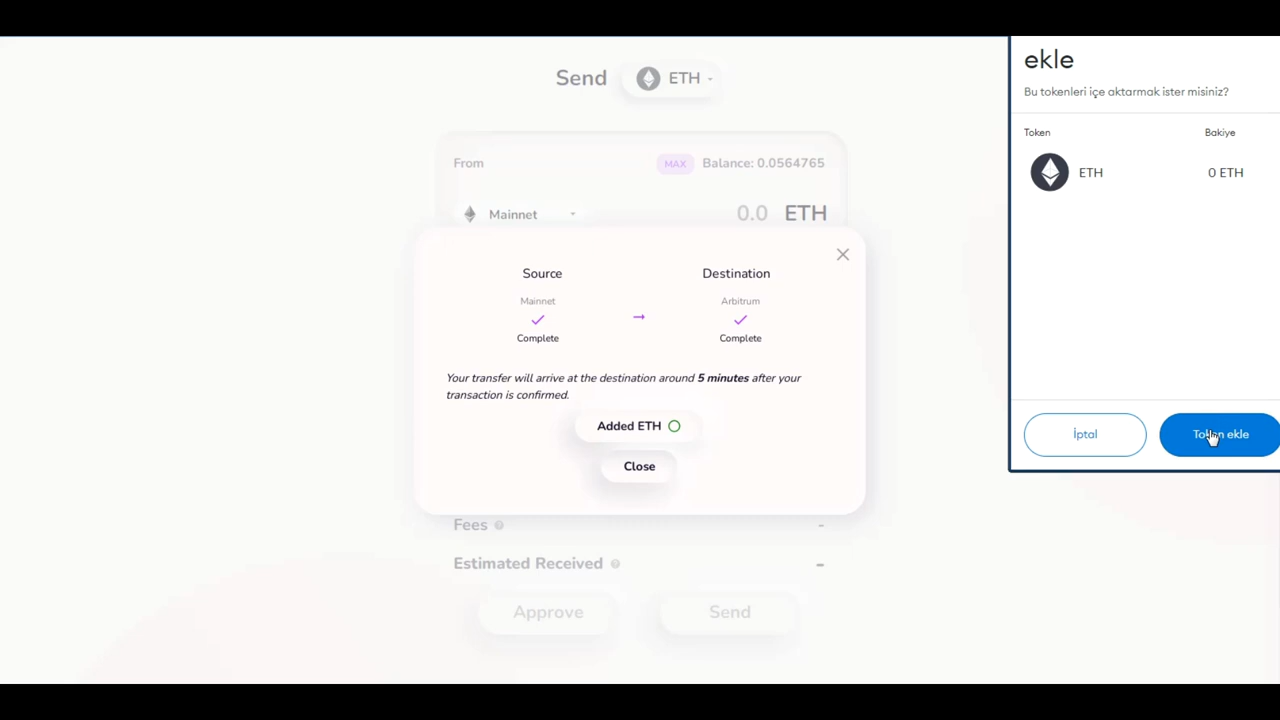 Send ETH
From MAX Balance: 0.0564765
Mainnet 0.0 ETH
Source Destination
Mainnet Arbitrum
Complete Complete
Your transfer will arrive at the destination around 5 minutes after your
transaction is confirmed.
Added ETH
Close
Fees ? -
Estimated Received ? -
Approve Send
ekle
Bu tokenleri içe aktarmak ister misiniz?
Token Bakiye
ETH 0 ETH
İptal Token ekle